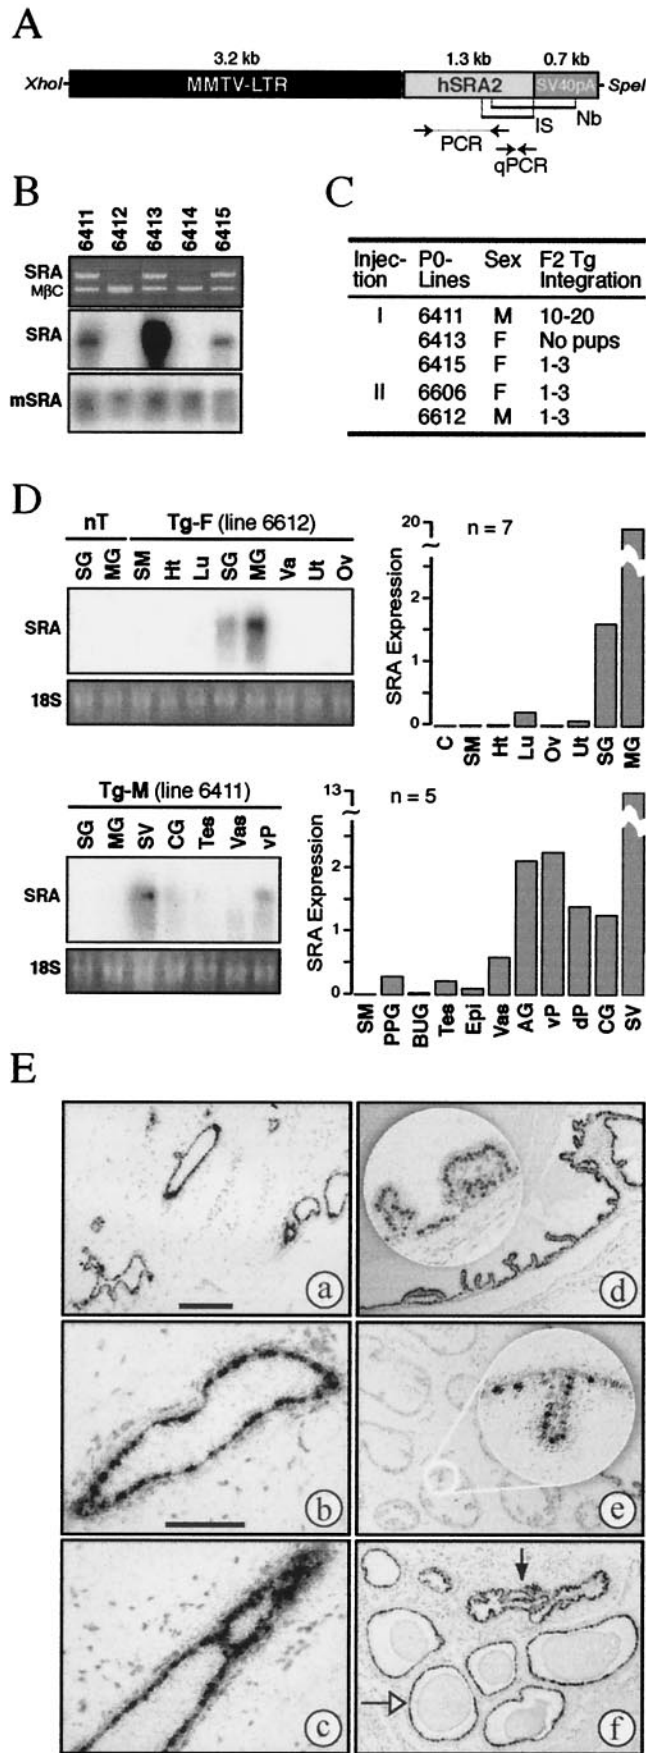 A
3.2 kb 1.3 kb 0.7 kb
XhoI- MMTV-LTR hSRA2 SV40pA -SpeI
Nb
IS
PCR
qPCR
B
6411 6412 6413 6414 6415
SRA
MβC
SRA
mSRA
C
Injec- P0- Sex F2 Tg
tion Lines Integration
I 6411 M 10-20
6413 F No pups
6415 F 1-3
II 6606 F 1-3
6612 M 1-3
D
nT Tg-F (line 6612)
SG MG SM Ht Lu SG MG Va Ut Ov
SRA
18S
20
n = 7
2
1
0
SRA Expression
C SM Ht Lu Ov Ut SG MG
Tg-M (line 6411)
SG MG SV CG Tes Vas vP
SRA
18S
13
n = 5
2
1
0
SRA Expression
SM PPG BUG Tes Epi Vas AG vP dP CG SV
E
a
d
b
e
c
f